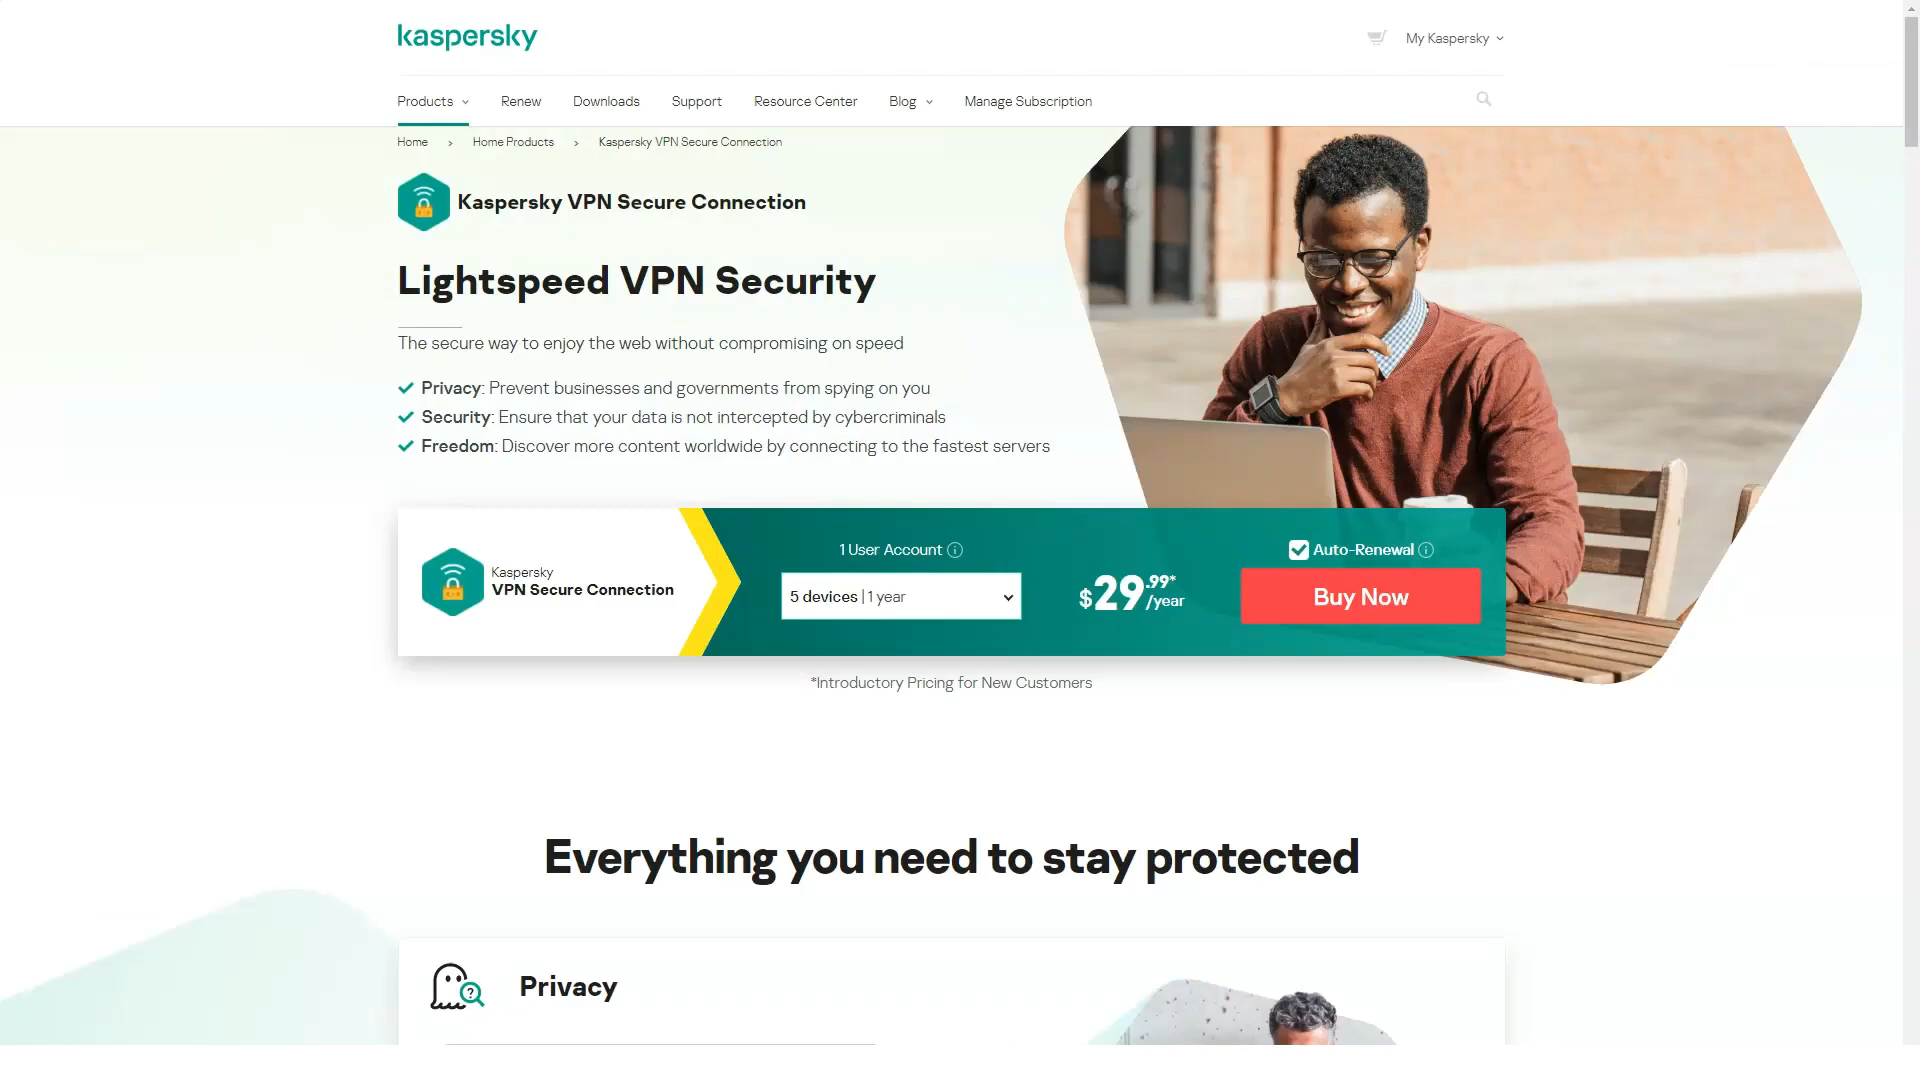 kaspersky
My Kaspersky
Products Renew Downloads Support Resource Center Blog Manage Subscription
Home > Home Products > Kaspersky VPN Secure Connection
Kaspersky VPN Secure Connection
Lightspeed VPN Security
The secure way to enjoy the web without compromising on speed
Privacy: Prevent businesses and governments from spying on you
Security: Ensure that your data is not intercepted by cybercriminals
Freedom: Discover more content worldwide by connecting to the fastest servers
Kaspersky
VPN Secure Connection
1 User Account
5 devices | 1 year
$29.99*/year
Auto-Renewal
Buy Now
*Introductory Pricing for New Customers
Everything you need to stay protected
Privacy